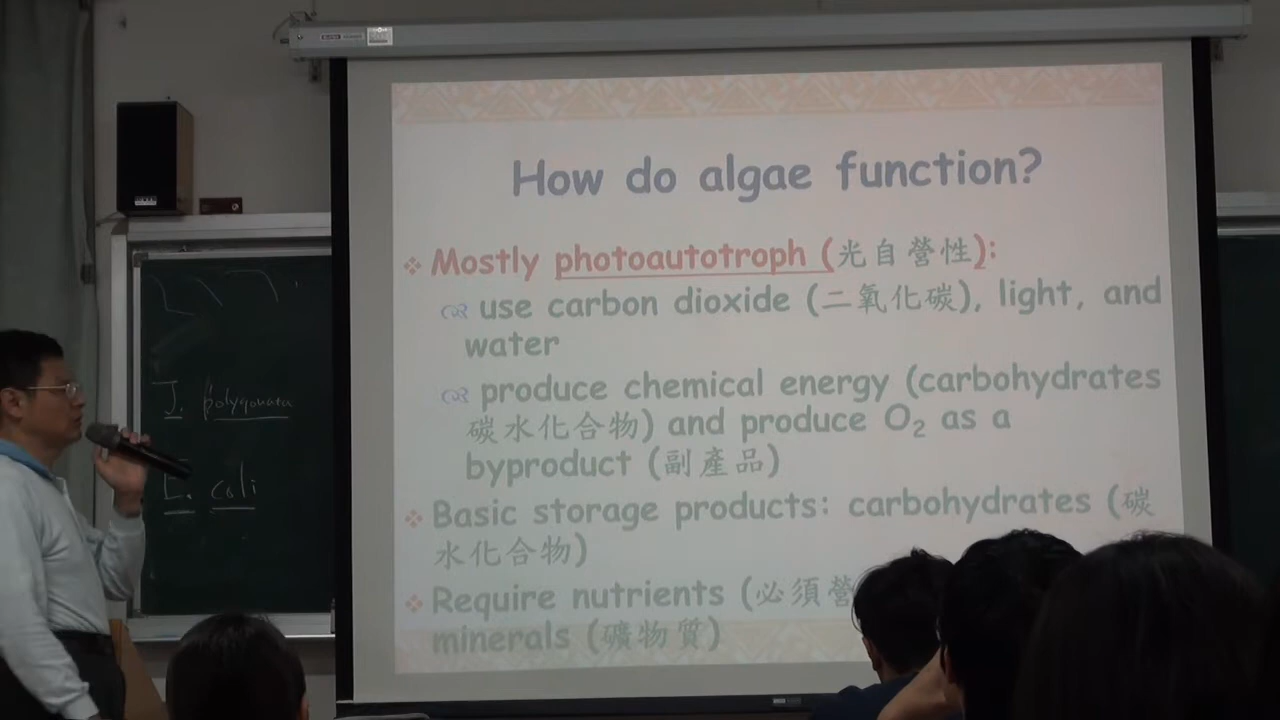 How do algae function?
Mostly photoautotroph (光自營性):
use carbon dioxide (二氧化碳), light, and
water
produce chemical energy (carbohydrates
碳水化合物) and produce O₂ as a
byproduct (副產品)
Basic storage products: carbohydrates (碳
水化合物)
Require nutrients (必須營
minerals (礦物質)
J. polygonata
E. coli